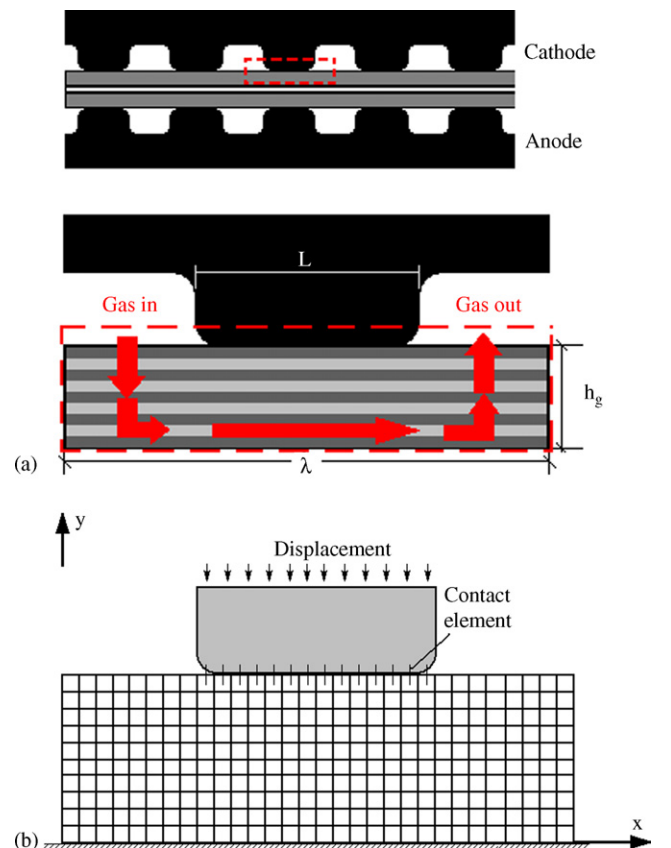 Cathode
Anode
L
Gas in
Gas out
h_g
(a)
λ
y
Displacement
Contact
element
x
(b)